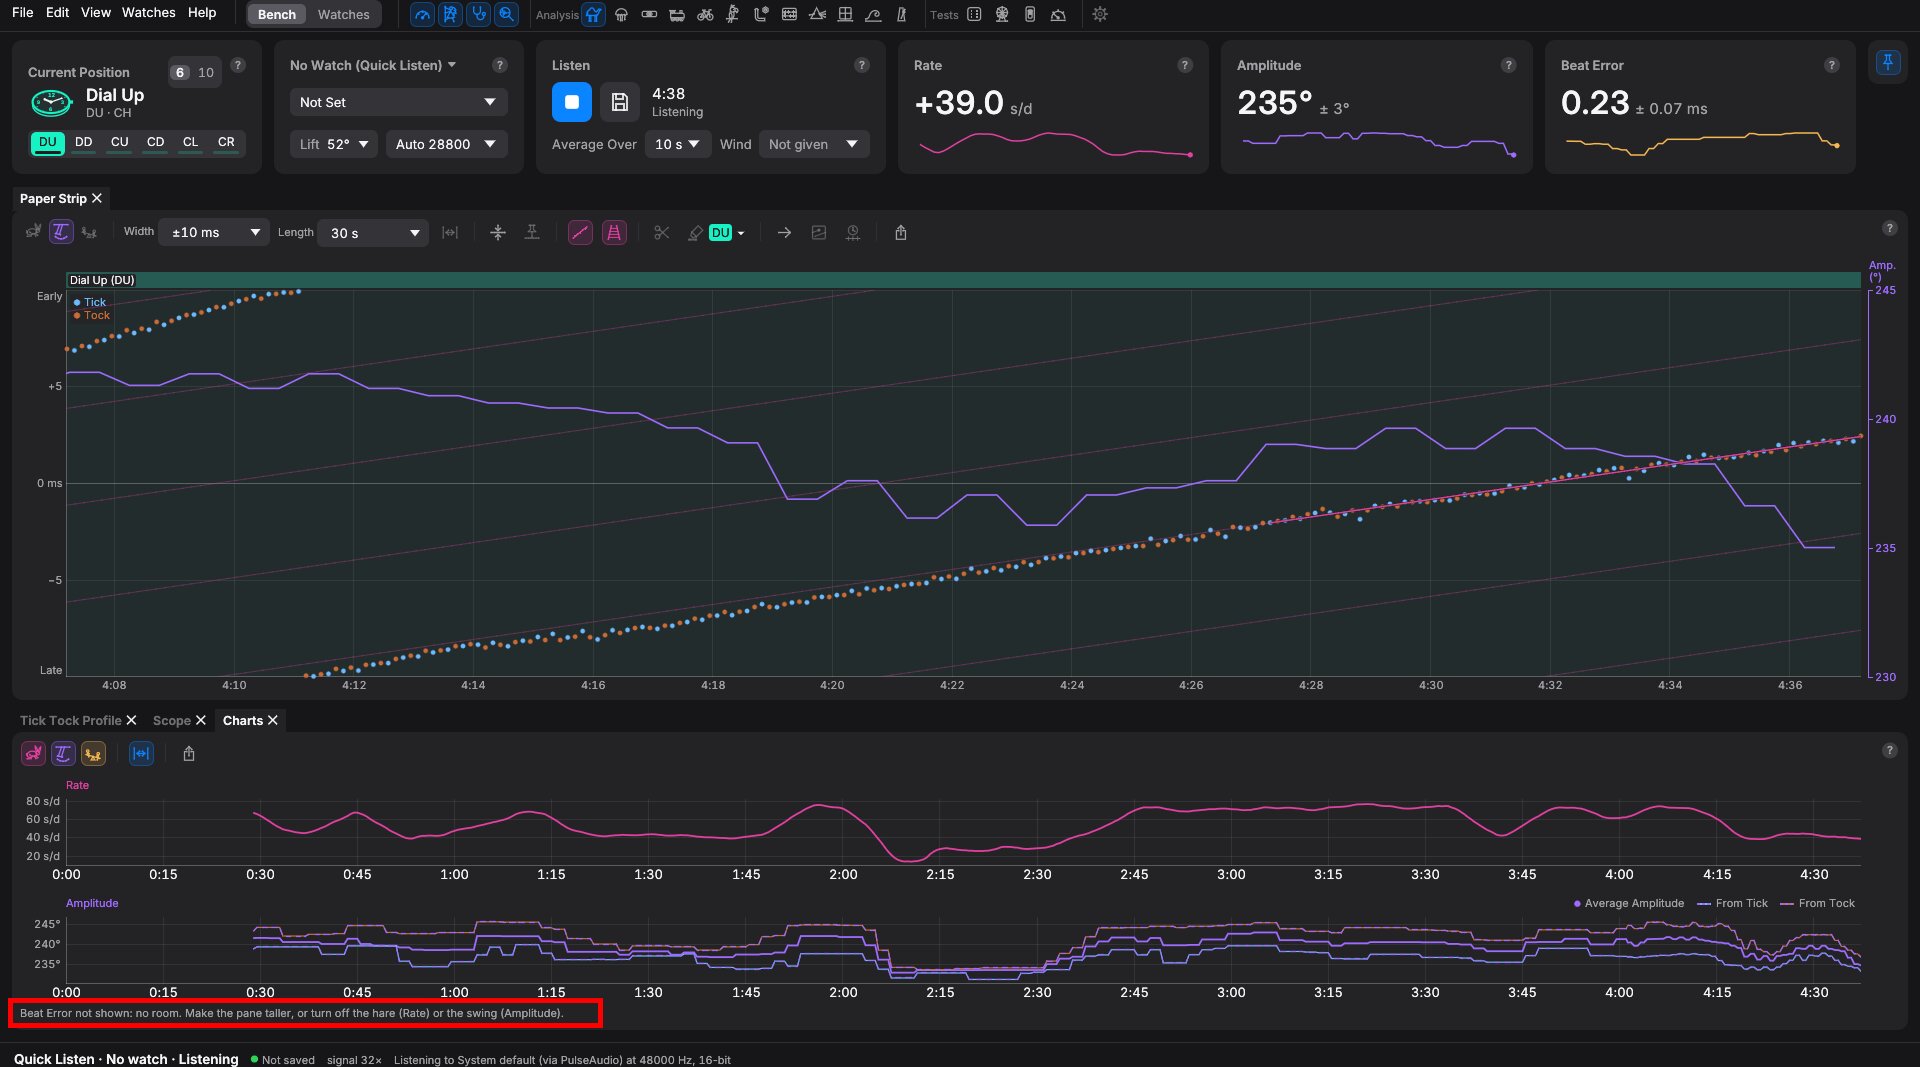 File Edit View Watches Help Bench Watches Analysis Tests
Current Position 6 10 ?
Dial Up
DU · CH
DU DD CU CD CL CR
No Watch (Quick Listen) ?
Not Set
Lift 52° Auto 28800
Listen ?
4:38
Listening
Average Over 10 s Wind Not given
Rate ?
+39.0 s/d
Amplitude ?
235° ± 3°
Beat Error ?
0.23 ± 0.07 ms
Paper Strip
Width ±10 ms Length 30 s DU ?
Dial Up (DU)
Amp. (°)
Early
Tick
Tock
+5
0 ms
−5
Late
245
240
235
230
4:08 4:10 4:12 4:14 4:16 4:18 4:20 4:22 4:24 4:26 4:28 4:30 4:32 4:34 4:36
Tick Tock Profile Scope Charts
?
Rate
80 s/d
60 s/d
40 s/d
20 s/d
0:00 0:15 0:30 0:45 1:00 1:15 1:30 1:45 2:00 2:15 2:30 2:45 3:00 3:15 3:30 3:45 4:00 4:15 4:30
Amplitude Average Amplitude From Tick From Tock
245°
240°
235°
0:00 0:15 0:30 0:45 1:00 1:15 1:30 1:45 2:00 2:15 2:30 2:45 3:00 3:15 3:30 3:45 4:00 4:15 4:30
Beat Error not shown: no room. Make the pane taller, or turn off the hare (Rate) or the swing (Amplitude).
Quick Listen · No watch · Listening Not saved signal 32× Listening to System default (via PulseAudio) at 48000 Hz, 16-bit